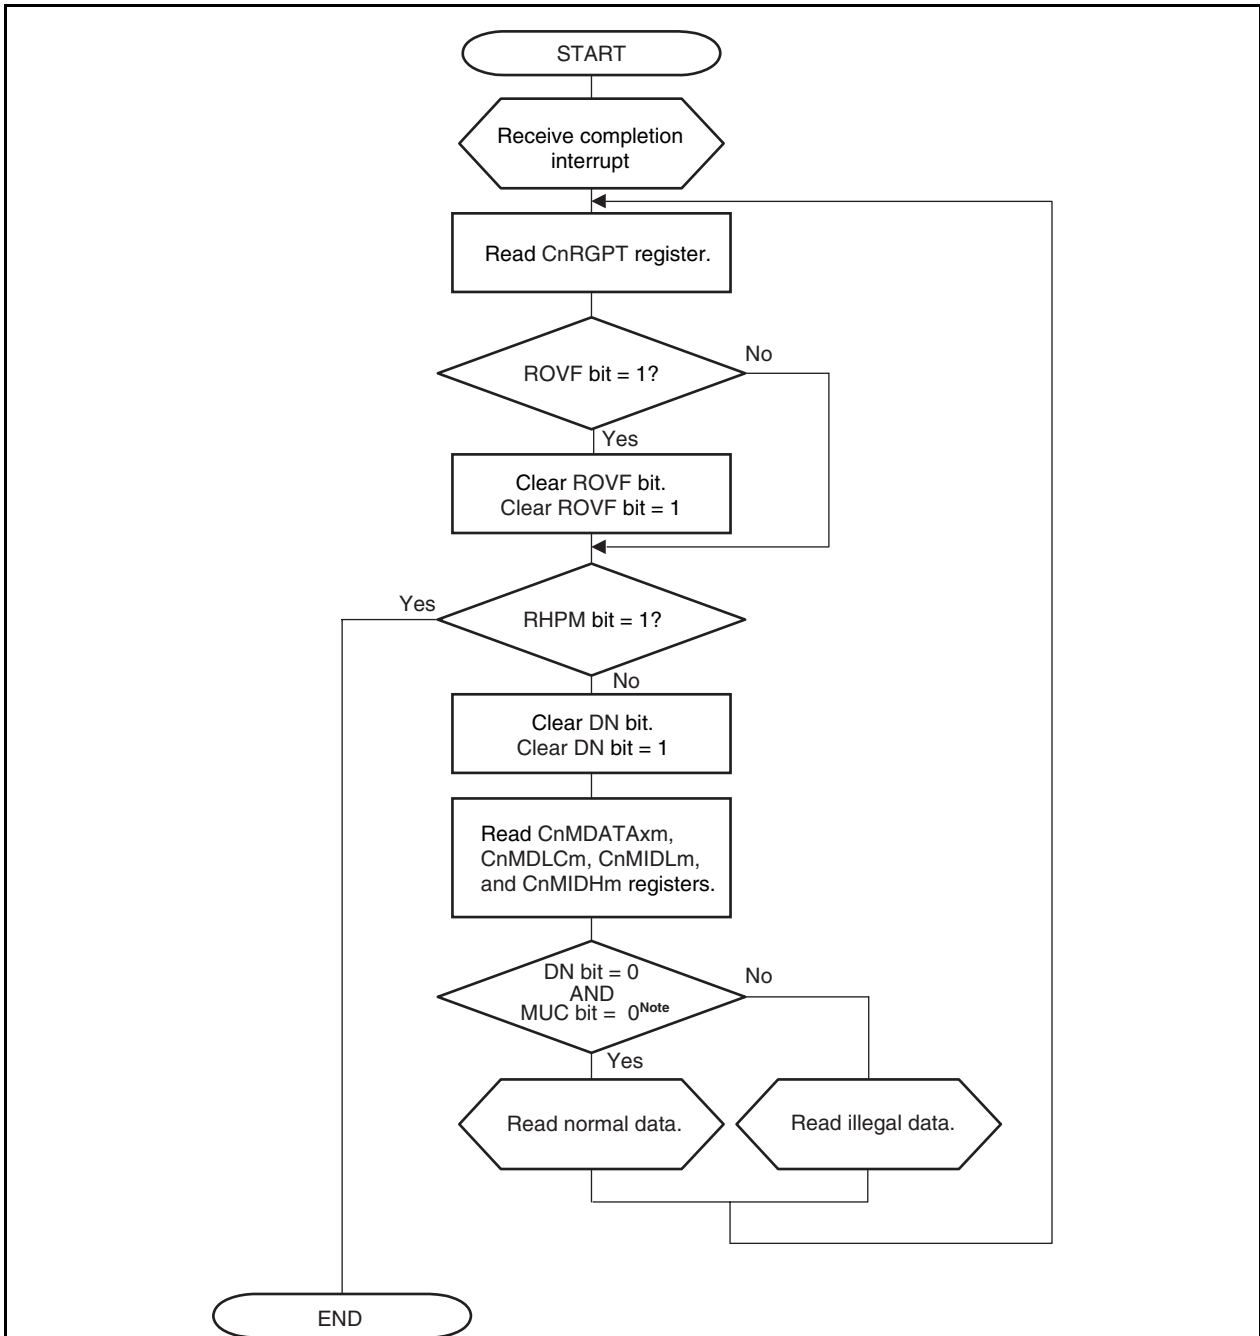 START
Receive completion
interrupt
Read CnRGPT register.
ROVF bit = 1?
No
Yes
Clear ROVF bit.
Clear ROVF bit = 1
RHPM bit = 1?
Yes
No
Clear DN bit.
Clear DN bit = 1
Read CnMDATAxm,
CnMDLCm, CnMIDLm,
and CnMIDHm registers.
DN bit = 0
AND
MUC bit = 0Note
No
Yes
Read normal data.
Read illegal data.
END